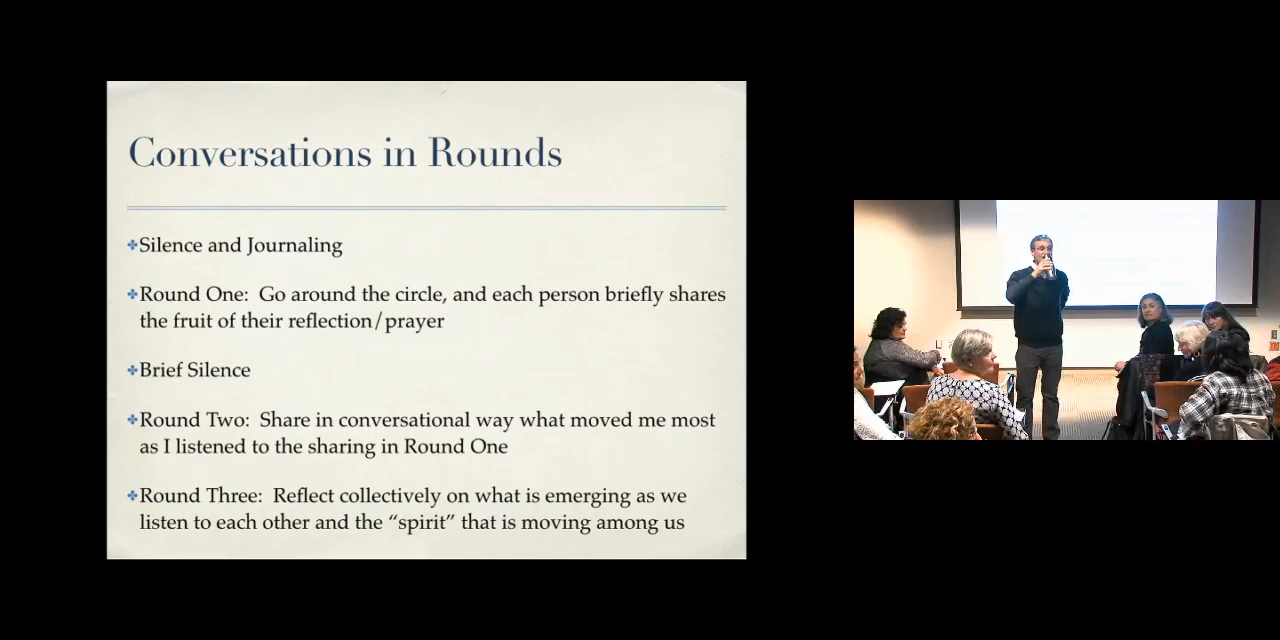 Conversations in Rounds
Silence and Journaling
Round One: Go around the circle, and each person briefly shares
the fruit of their reflection/prayer
Brief Silence
Round Two: Share in conversational way what moved me most
as I listened to the sharing in Round One
Round Three: Reflect collectively on what is emerging as we
listen to each other and the “spirit” that is moving among us